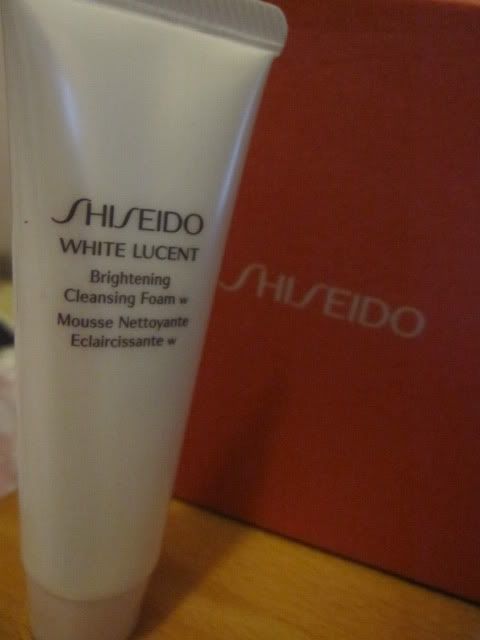 SHISEIDO
WHITE LUCENT
Brightening
Cleansing Foam w
Mousse Nettoyante
Eclaircissante w
SHISEIDO